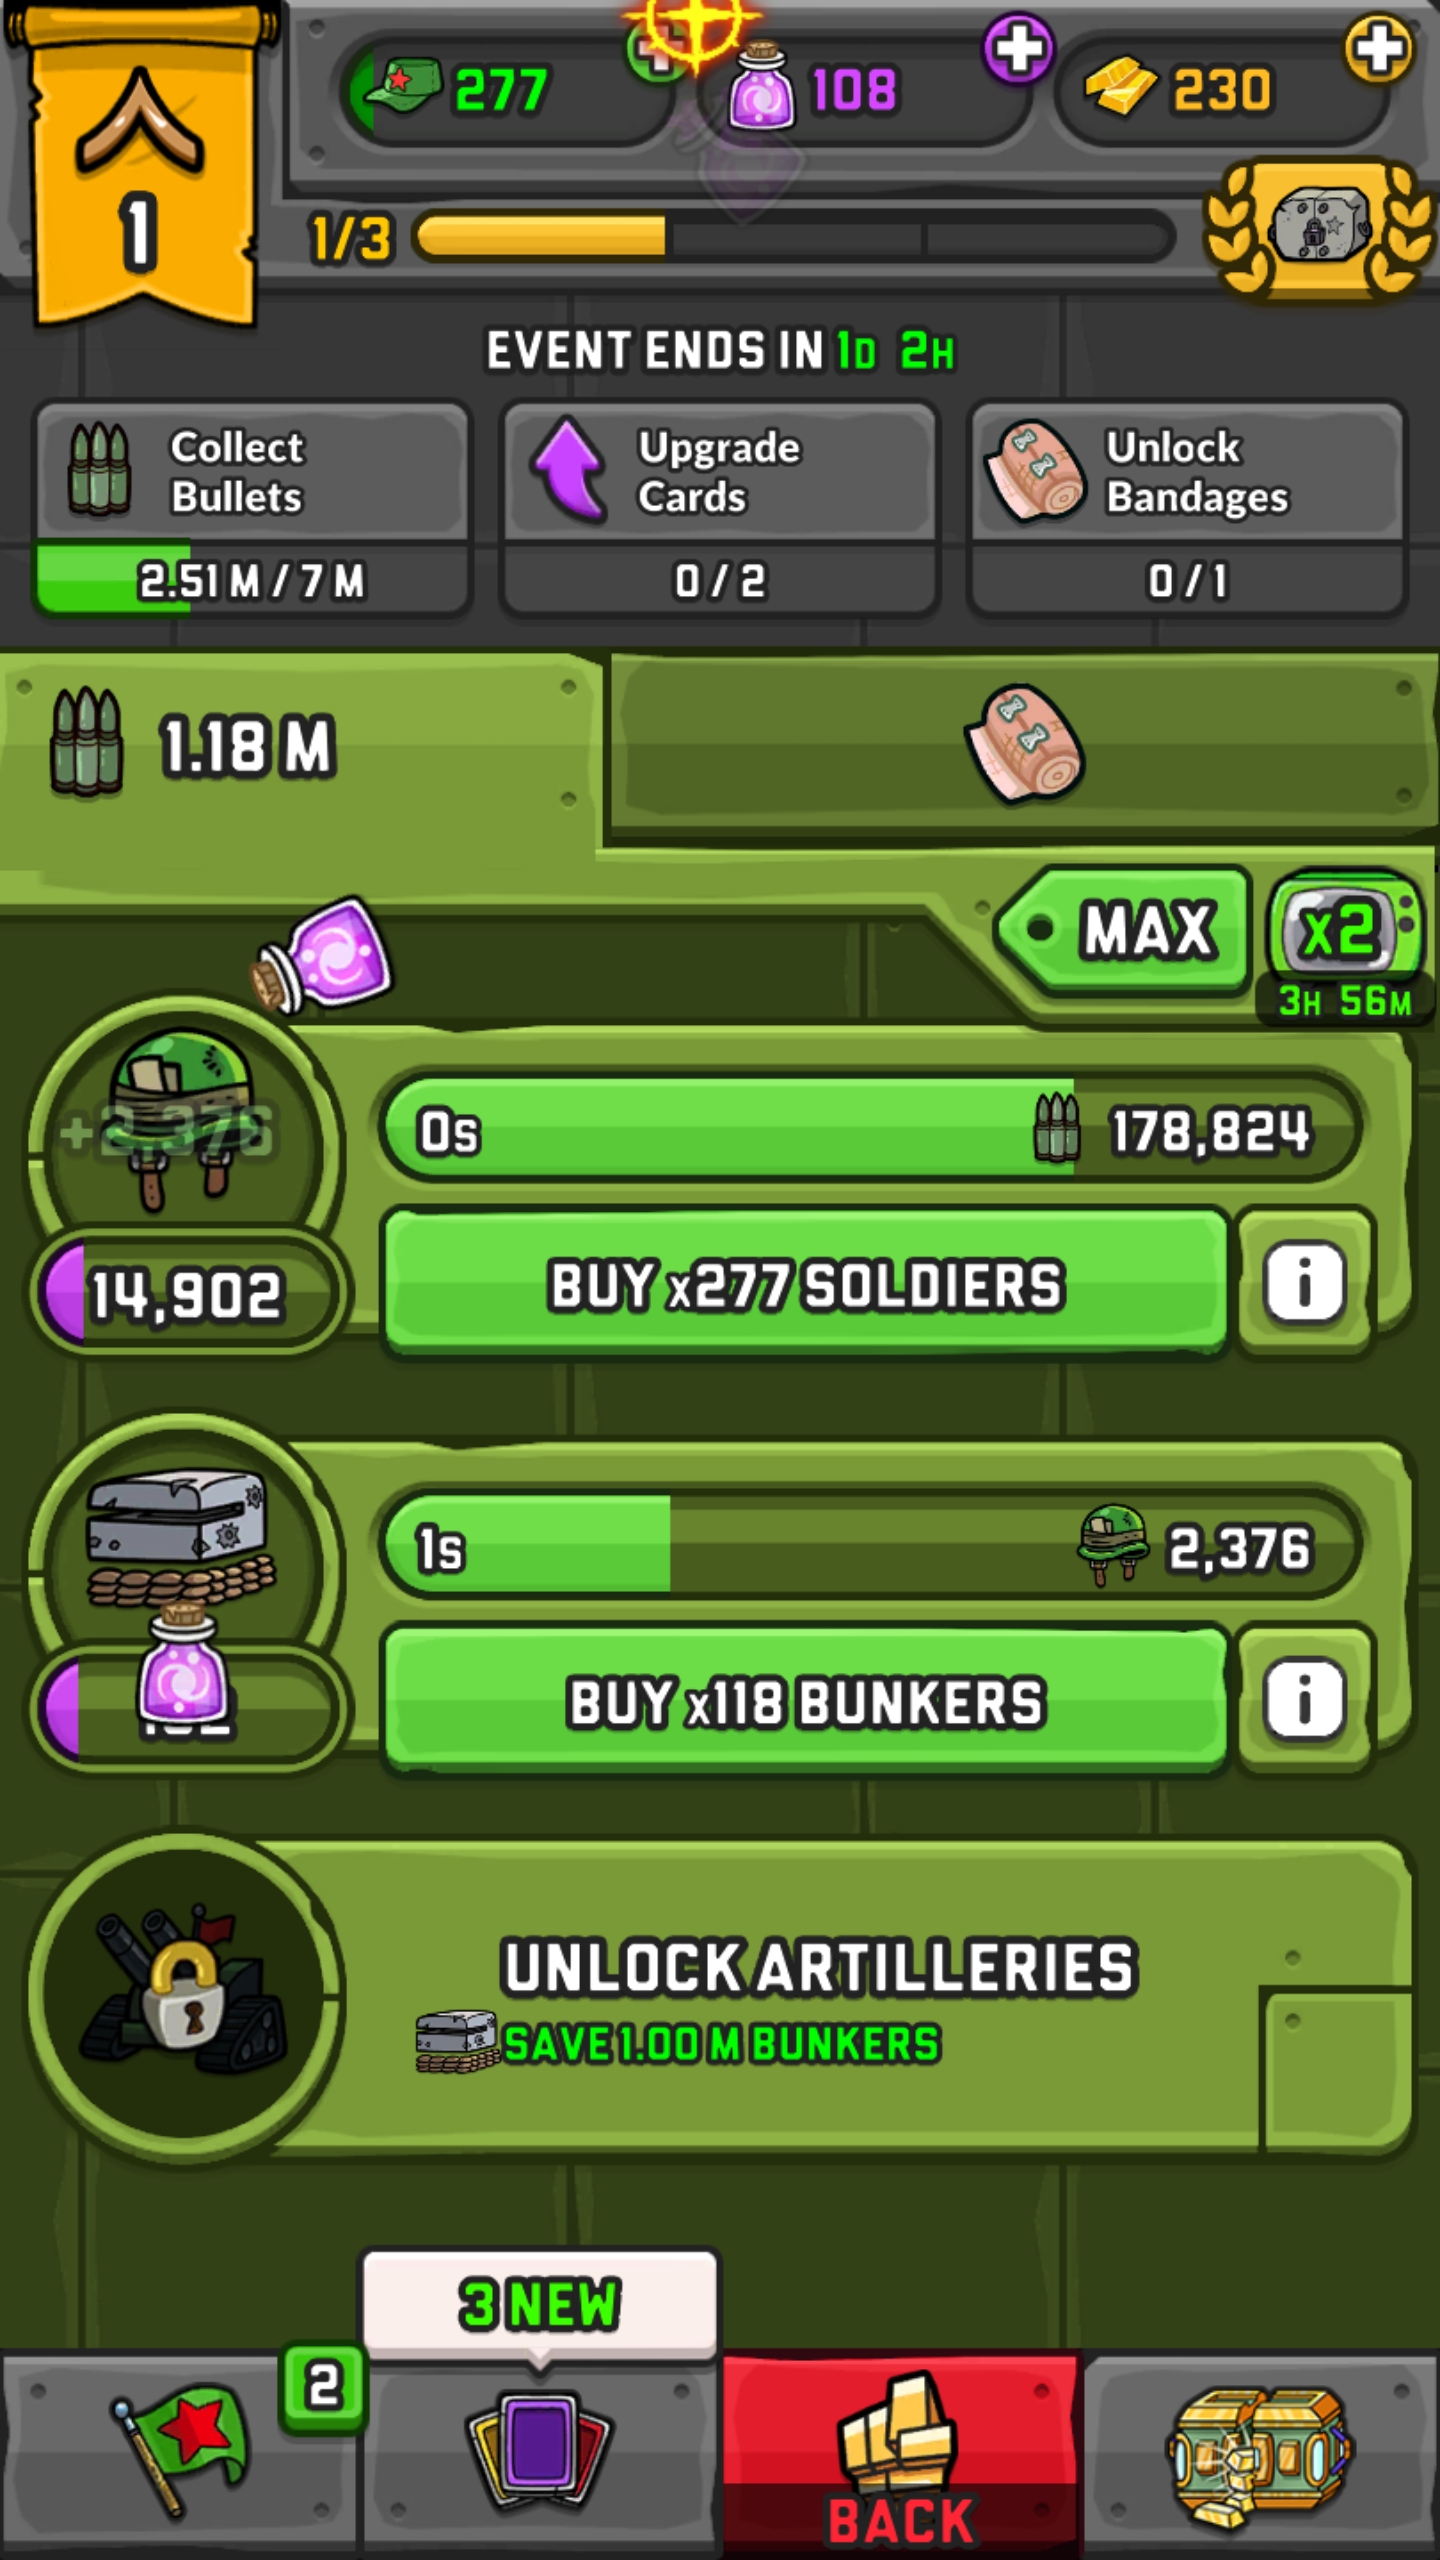 277
108
230
1
1/3
EVENT ENDS IN 1D 2H
Collect
Bullets
2.51 M / 7 M
Upgrade
Cards
0 / 2
Unlock
Bandages
0 / 1
1.18 M
MAX
x2
3H 56M
+2,376
0s
178,824
14,902
BUY x277 SOLDIERS
i
1s
2,376
BUY x118 BUNKERS
i
UNLOCK ARTILLERIES
SAVE 1.00 M BUNKERS
3 NEW
2
BACK